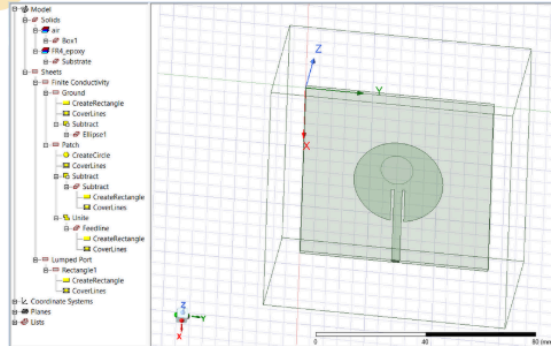 Model
Solids
air
Box1
FR4_epoxy
Substrate
Sheets
Finite Conductivity
Ground
CreateRectangle
CoverLines
Subtract
Ellipse1
Patch
CreateCircle
CoverLines
Subtract
Subtract
CreateRectangle
CoverLines
Unite
Feedline
CreateRectangle
CoverLines
Lumped Port
Rectangle1
CreateRectangle
CoverLines
Coordinate Systems
Planes
Lists
Z
Y
X
Z
Y
X
0
40
80 (mm)